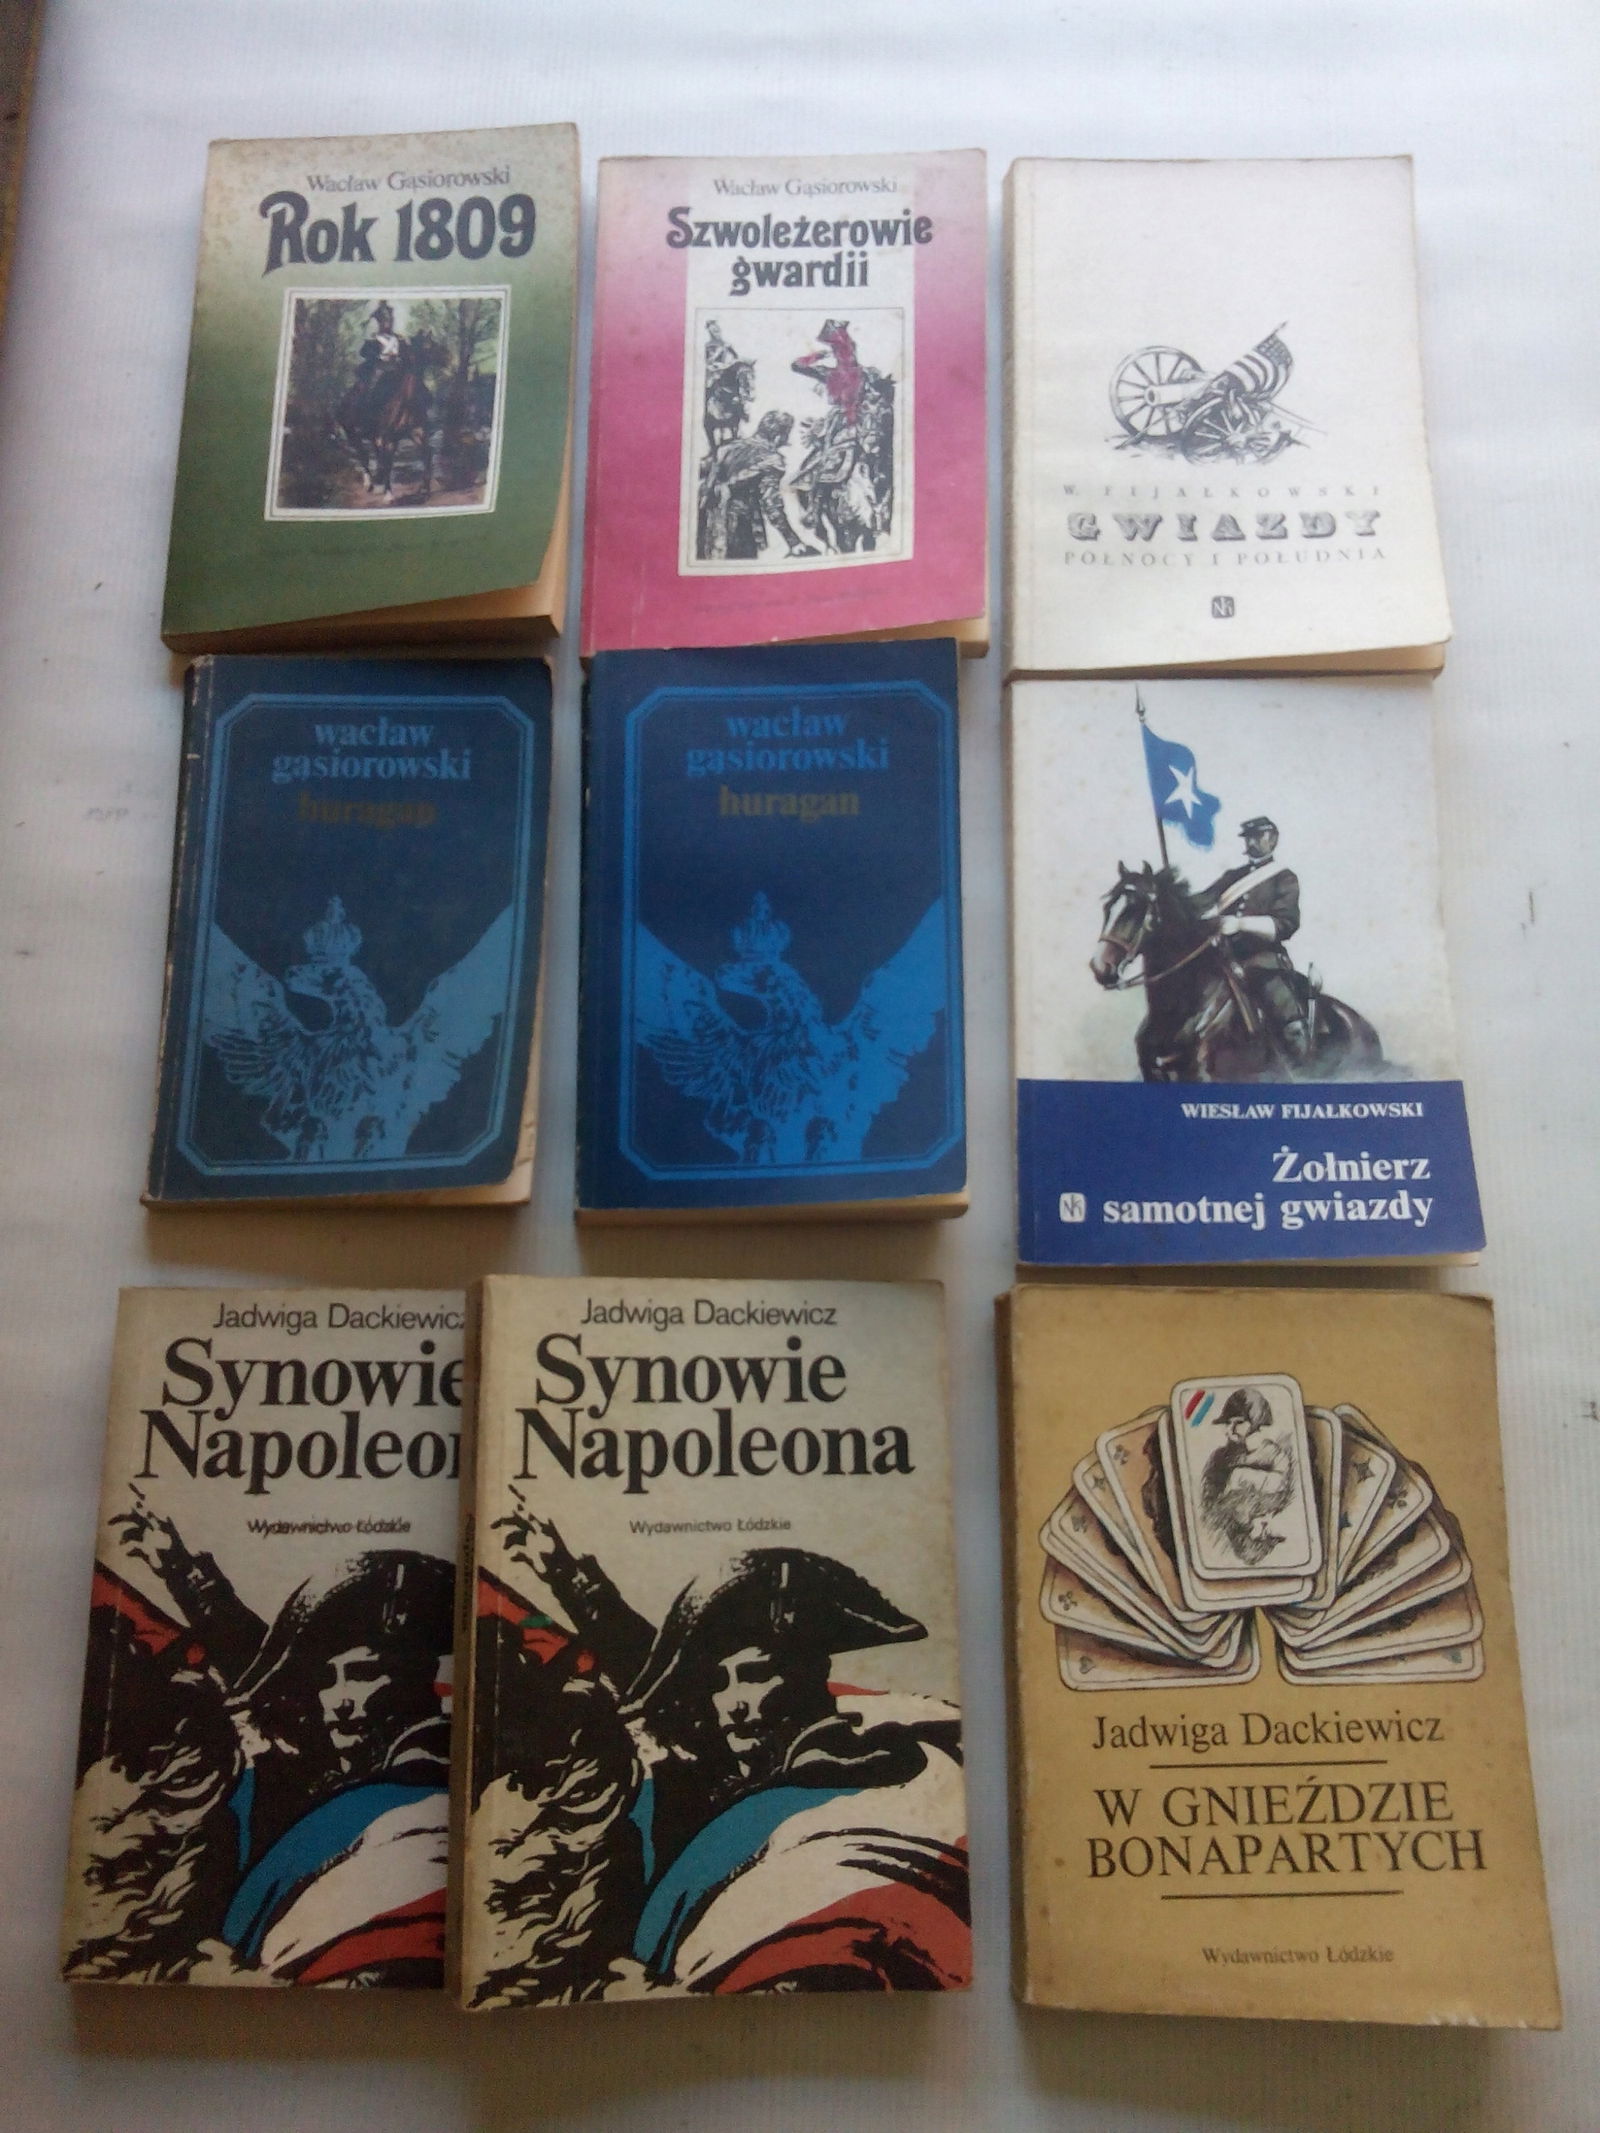 Wacław Gąsiorowski
Rok 1809
Wacław Gąsiorowski
Szwoleżerowie
gwardii
W. FIJAŁKOWSKI
GWIAZDY
PÓŁNOCY I POŁUDNIA
NK
wacław
gąsiorowski
huragan
wacław
gąsiorowski
huragan
WIESŁAW FIJAŁKOWSKI
Żołnierz
NK samotnej gwiazdy
Jadwiga Dackiewicz
Synowie
Napoleon
Wydawnictwo Łódzkie
Jadwiga Dackiewicz
Synowie
Napoleona
Wydawnictwo Łódzkie
Jadwiga Dackiewicz
W GNIEŹDZIE
BONAPARTYCH
Wydawnictwo Łódzkie